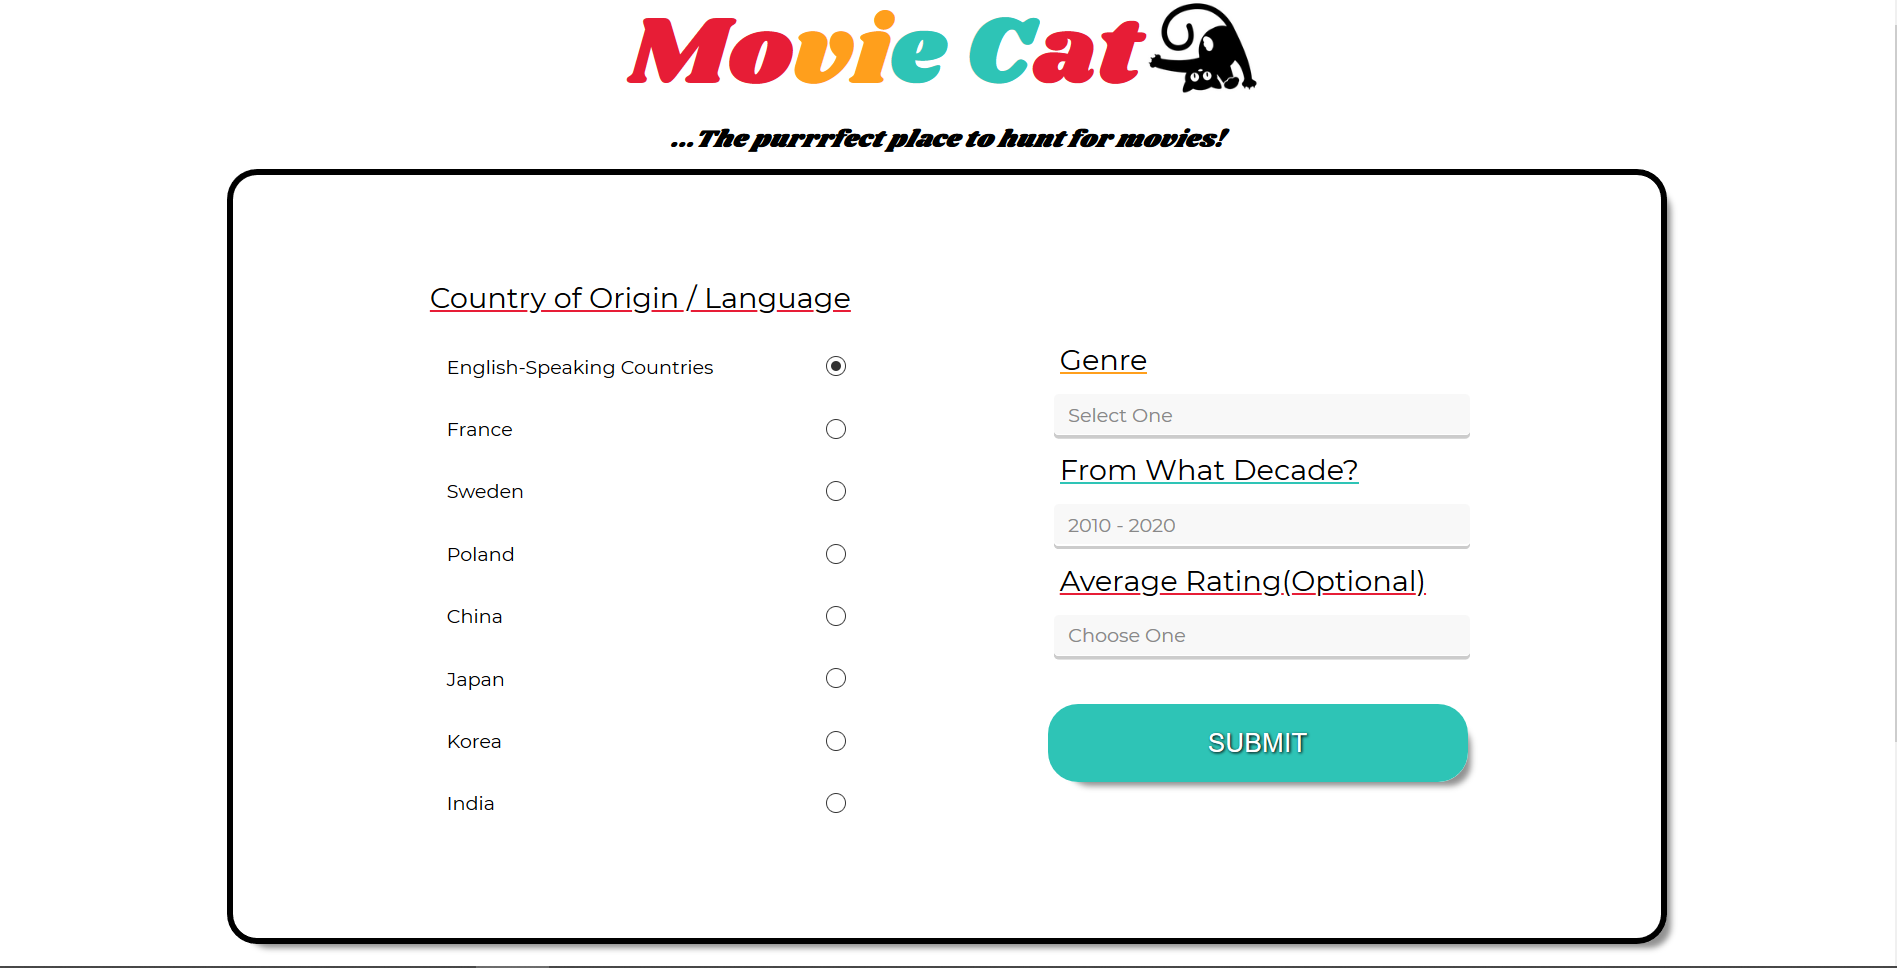 Movie Cat
...The purrrfect place to hunt for movies!
Country of Origin / Language
English-Speaking Countries
France
Sweden
Poland
China
Japan
Korea
India
Genre
Select One
From What Decade?
2010 - 2020
Average Rating(Optional)
Choose One
SUBMIT